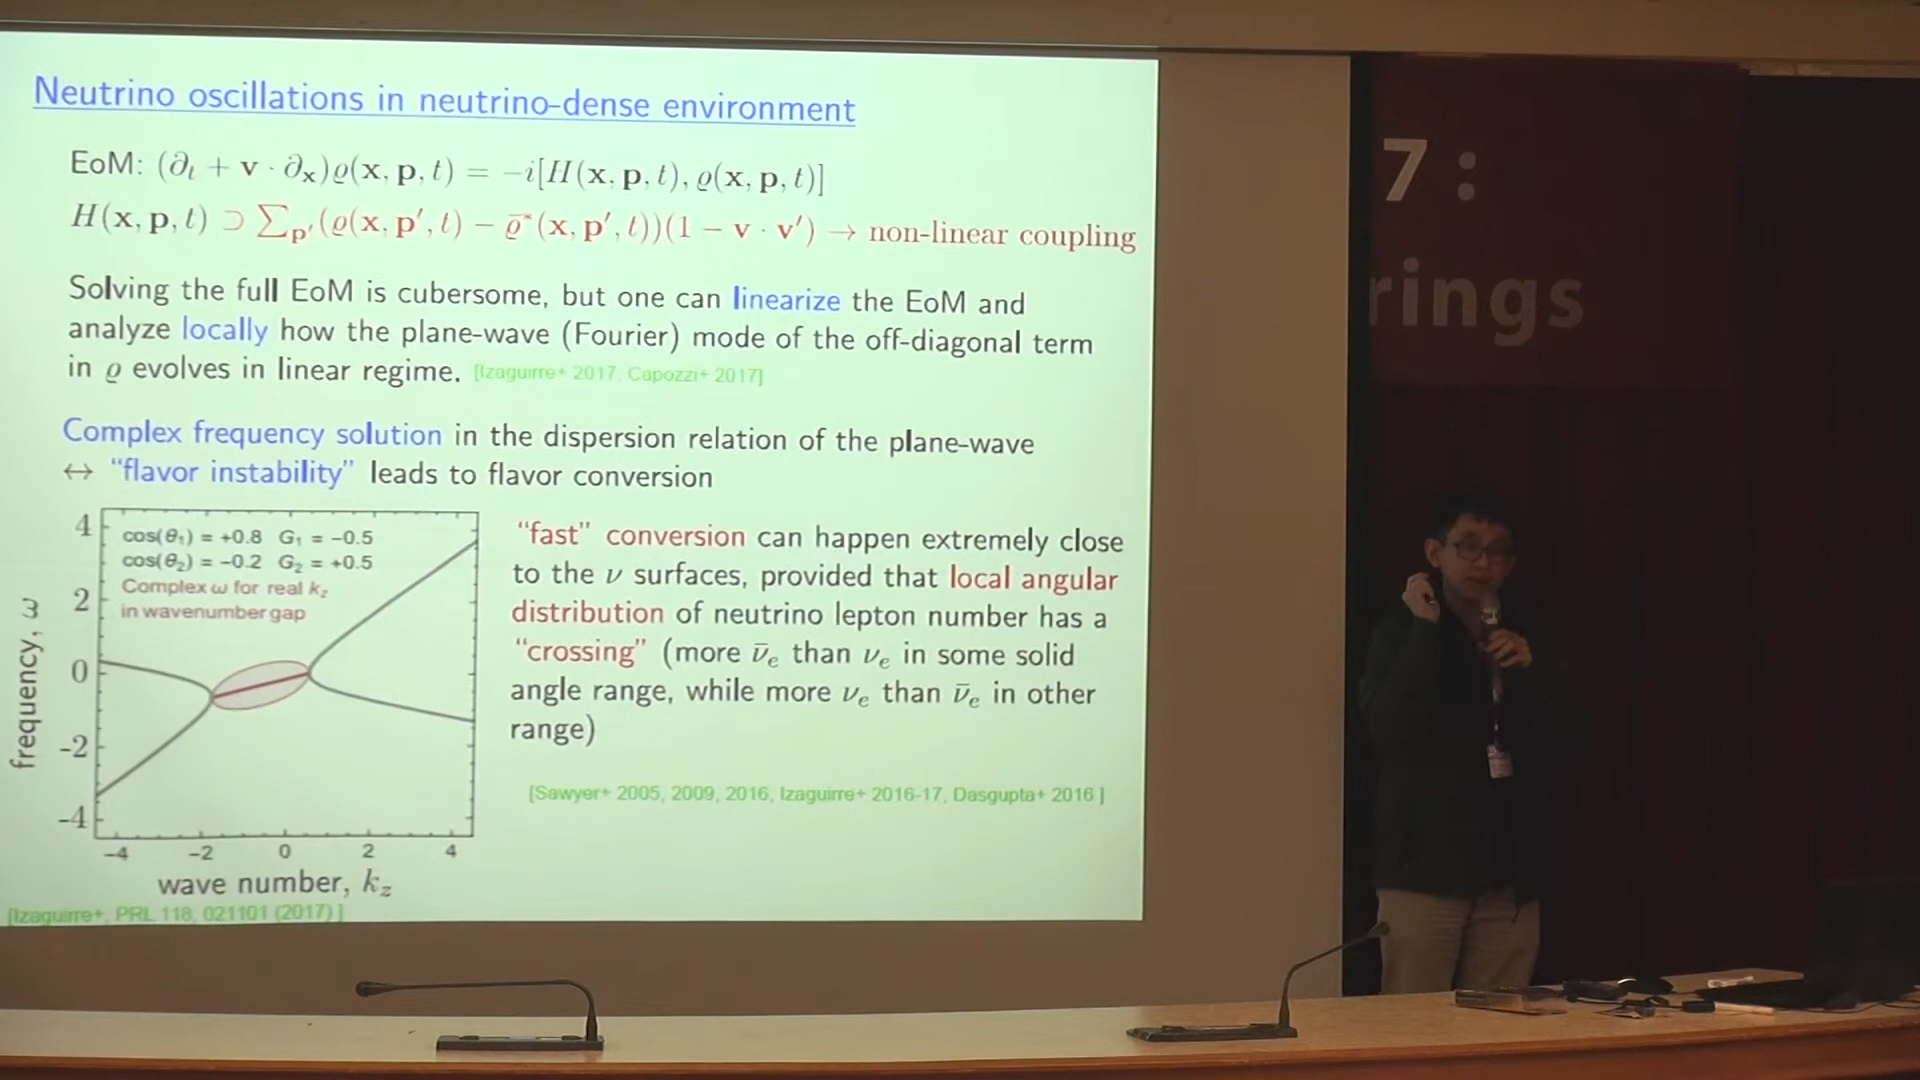 Neutrino oscillations in neutrino-dense environment
EoM: (∂t + v · ∂x)ϱ(x, p, t) = −i[H(x, p, t), ϱ(x, p, t)]
H(x, p, t) ⊃ ∑p′(ϱ(x, p′, t) − ϱ̄*(x, p′, t))(1 − v · v′) → non-linear coupling
Solving the full EoM is cubersome, but one can linearize the EoM and
analyze locally how the plane-wave (Fourier) mode of the off-diagonal term
in ϱ evolves in linear regime. [Izaguirre+ 2017, Capozzi+ 2017]
Complex frequency solution in the dispersion relation of the plane-wave
↔ “flavor instability” leads to flavor conversion
cos(θ₁) = +0.8 G₁ = −0.5
cos(θ₂) = −0.2 G₂ = +0.5
Complex ω for real kz
in wavenumber gap
frequency, ω
4
2
0
-2
-4
−4 −2 0 2 4
wave number, kz
[Izaguirre+, PRL 118, 021101 (2017) ]
“fast” conversion can happen extremely close
to the ν surfaces, provided that local angular
distribution of neutrino lepton number has a
“crossing” (more ν̄e than νe in some solid
angle range, while more νe than ν̄e in other
range)
[Sawyer+ 2005, 2009, 2016, Izaguirre+ 2016-17, Dasgupta+ 2016 ]
7 :
rings